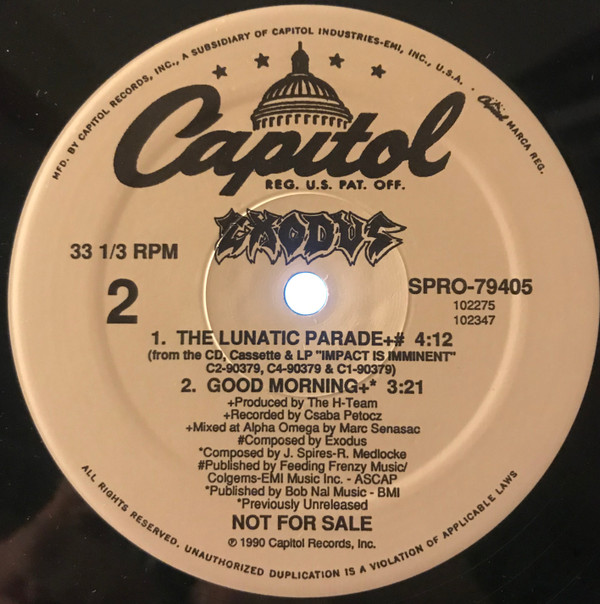 MFD. BY CAPITOL RECORDS, INC., A SUBSIDIARY OF CAPITOL INDUSTRIES-EMI, INC., U.S.A. · Capitol MARCA REG.
Capitol
REG. U.S. PAT. OFF.
EXODUS
33 1/3 RPM
2
SPRO-79405
102275
102347
1. THE LUNATIC PARADE+# 4:12
(from the CD, Cassette & LP "IMPACT IS IMMINENT"
C2-90379, C4-90379 & C1-90379)
2. GOOD MORNING+* 3:21
+Produced by The H-Team
+Recorded by Csaba Petocz
+Mixed at Alpha Omega by Marc Senasac
#Composed by Exodus
*Composed by J. Spires-R. Medlocke
#Published by Feeding Frenzy Music/
Colgems-EMI Music Inc. - ASCAP
*Published by Bob Nal Music - BMI
*Previously Unreleased
NOT FOR SALE
℗ 1990 Capitol Records, Inc.
ALL RIGHTS RESERVED. UNAUTHORIZED DUPLICATION IS A VIOLATION OF APPLICABLE LAWS